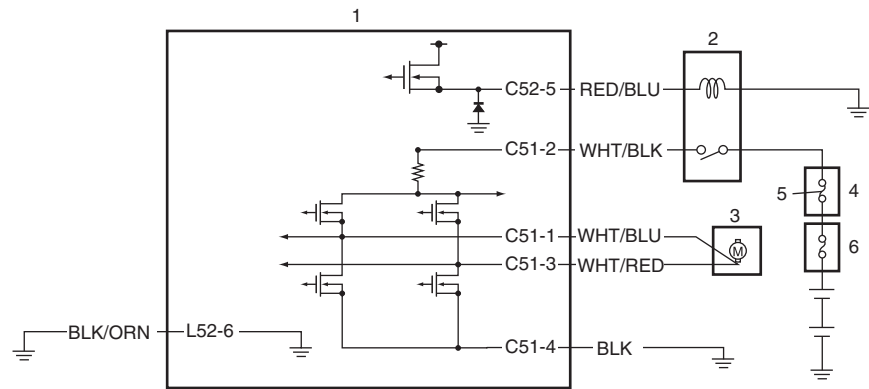 1
2
C52-5 RED/BLU
C51-2 WHT/BLK
5 4
3
C51-1 WHT/BLU
M
6
C51-3 WHT/RED
BLK/ORN L52-6
C51-4 BLK